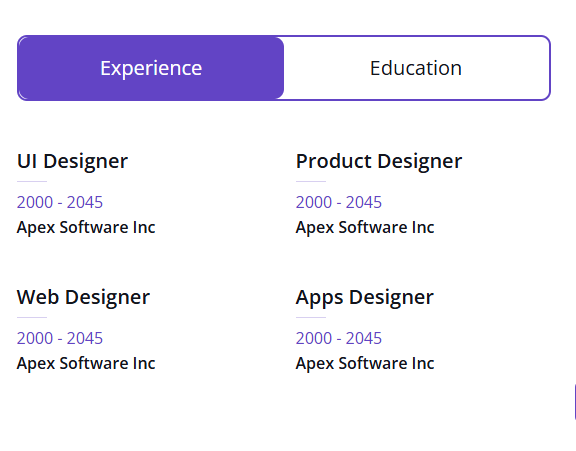 Experience
Education
UI Designer
2000 - 2045
Apex Software Inc
Product Designer
2000 - 2045
Apex Software Inc
Web Designer
2000 - 2045
Apex Software Inc
Apps Designer
2000 - 2045
Apex Software Inc